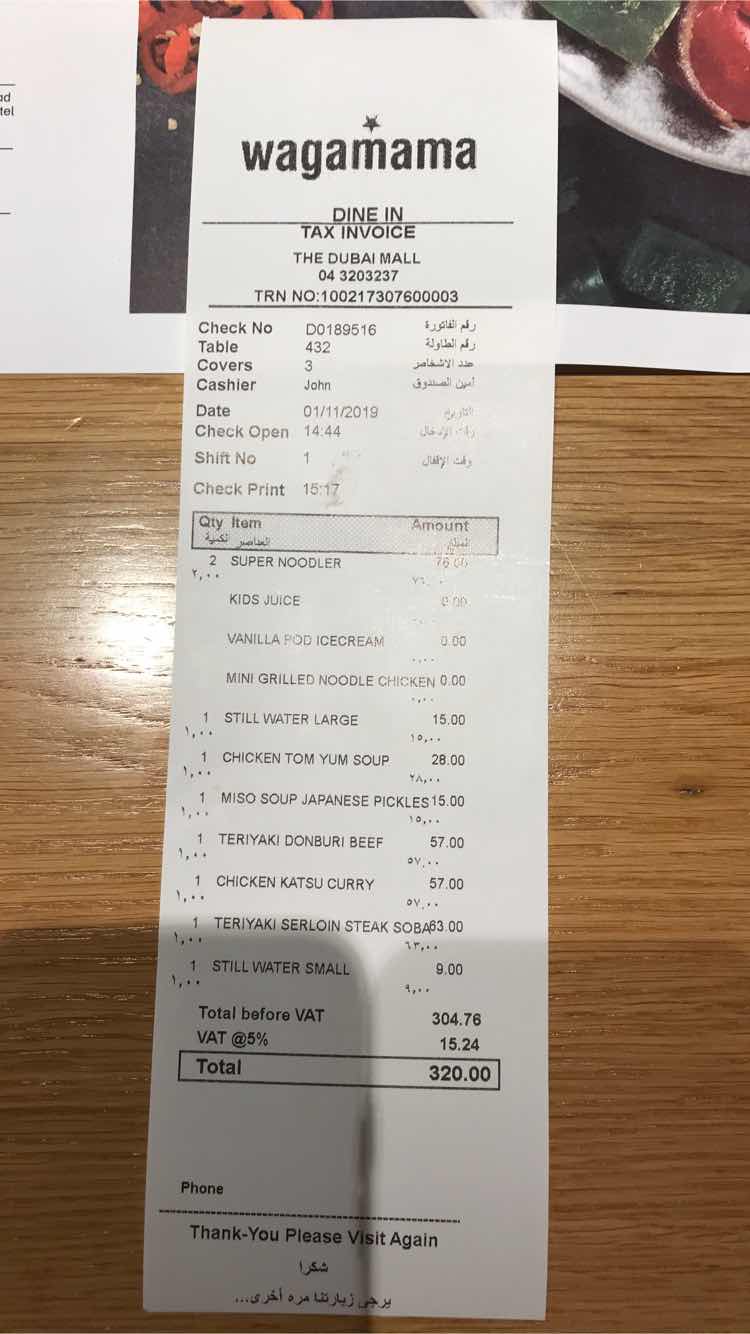 ad
tel
wagamama
DINE IN
TAX INVOICE
THE DUBAI MALL
04 3203237
TRN NO:100217307600003
Check No D0189516 رقم الفاتورة
Table 432 رقم الطاولة
Covers 3 عدد الاشخاص
Cashier John أمين الصندوق
Date 01/11/2019 التاريخ
Check Open 14:44 وقت الإدخال
Shift No 1 وقت الإقفال
Check Print 15:17
Qty Item Amount
الكمية العناصر المبلغ
2 SUPER NOODLER 76.00
٢,٠٠ ٧٦,٠٠
KIDS JUICE 0.00
٠,٠٠
VANILLA POD ICECREAM 0.00
٠,٠٠
MINI GRILLED NOODLE CHICKEN 0.00
٠,٠٠
1 STILL WATER LARGE 15.00
١,٠٠ ١٥,٠٠
1 CHICKEN TOM YUM SOUP 28.00
١,٠٠ ٢٨,٠٠
1 MISO SOUP JAPANESE PICKLES 15.00
١,٠٠ ١٥,٠٠
1 TERIYAKI DONBURI BEEF 57.00
١,٠٠ ٥٧,٠٠
1 CHICKEN KATSU CURRY 57.00
١,٠٠ ٥٧,٠٠
1 TERIYAKI SERLOIN STEAK SOBA 63.00
١,٠٠ ٦٣,٠٠
1 STILL WATER SMALL 9.00
١,٠٠ ٩,٠٠
Total before VAT 304.76
VAT @5% 15.24
Total 320.00
Phone
Thank-You Please Visit Again
شكرا
يرجى زيارتنا مره أخرى...